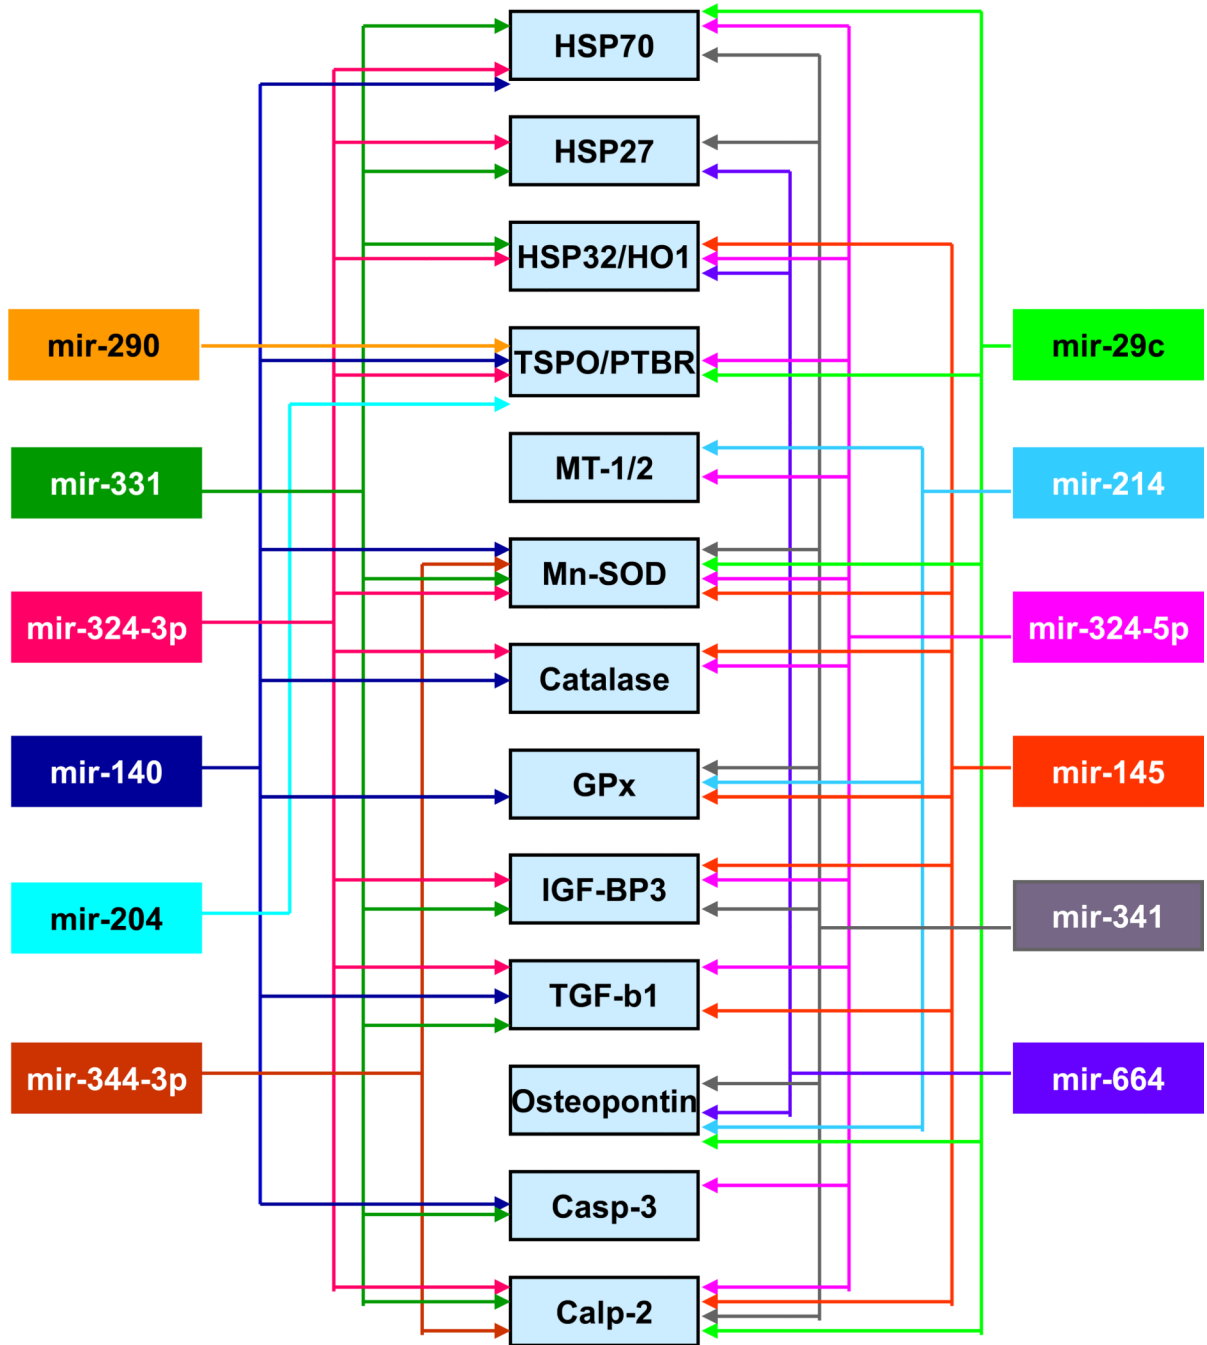 HSP70
HSP27
HSP32/HO1
mir-290
TSPO/PTBR
mir-29c
mir-331
MT-1/2
mir-214
Mn-SOD
mir-324-3p
mir-324-5p
Catalase
mir-140
GPx
mir-145
mir-204
IGF-BP3
mir-341
TGF-b1
mir-344-3p
Osteopontin
mir-664
Casp-3
Calp-2